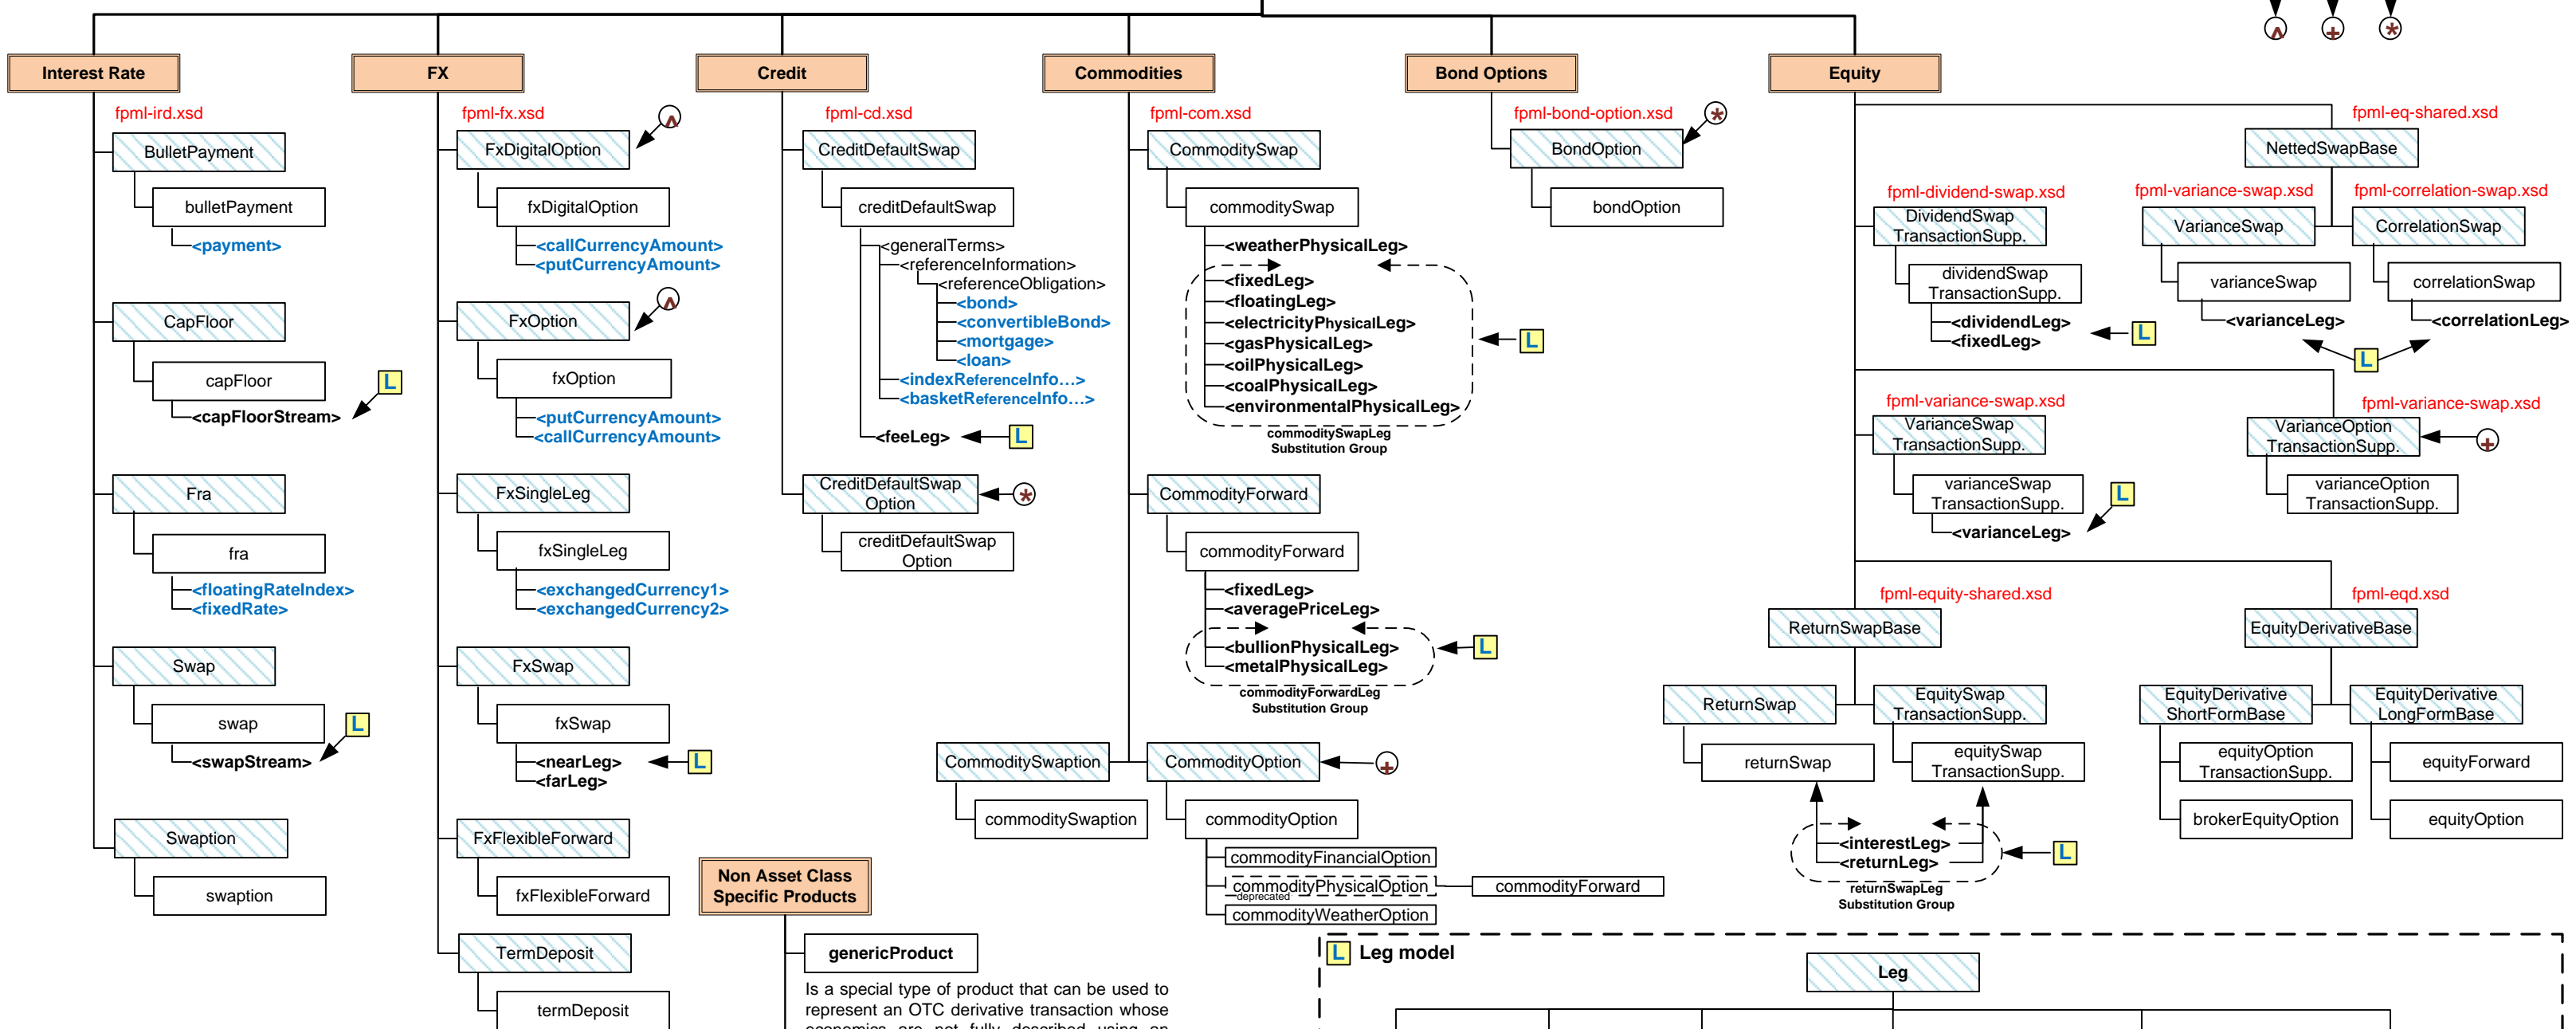 Interest Rate
fpml-ird.xsd
BulletPayment
bulletPayment
<payment>
CapFloor
capFloor
L
<capFloorStream>
Fra
fra
<floatingRateIndex>
<fixedRate>
Swap
swap
L
<swapStream>
Swaption
swaption
FX
fpml-fx.xsd
^
FxDigitalOption
fxDigitalOption
<callCurrencyAmount>
<putCurrencyAmount>
^
FxOption
fxOption
<putCurrencyAmount>
<callCurrencyAmount>
FxSingleLeg
fxSingleLeg
<exchangedCurrency1>
<exchangedCurrency2>
FxSwap
fxSwap
<nearLeg>
L
<farLeg>
FxFlexibleForward
fxFlexibleForward
TermDeposit
termDeposit
Credit
fpml-cd.xsd
CreditDefaultSwap
creditDefaultSwap
<generalTerms>
<referenceInformation>
<referenceObligation>
<bond>
<convertibleBond>
<mortgage>
<loan>
<indexReferenceInfo...>
<basketReferenceInfo...>
<feeLeg>
L
CreditDefaultSwap
Option
*
creditDefaultSwap
Option
Non Asset Class
Specific Products
genericProduct
Is a special type of product that can be used to
represent an OTC derivative transaction whose
economics are not fully described using an
Commodities
fpml-com.xsd
CommoditySwap
commoditySwap
<weatherPhysicalLeg>
<fixedLeg>
<floatingLeg>
<electricityPhysicalLeg>
<gasPhysicalLeg>
L
<oilPhysicalLeg>
<coalPhysicalLeg>
<environmentalPhysicalLeg>
commoditySwapLeg
Substitution Group
CommodityForward
commodityForward
<fixedLeg>
<averagePriceLeg>
<bullionPhysicalLeg>
L
<metalPhysicalLeg>
commodityForwardLeg
Substitution Group
CommoditySwaption
commoditySwaption
CommodityOption
+
commodityOption
commodityFinancialOption
commodityPhysicalOption
deprecated
commodityForward
commodityWeatherOption
Bond Options
fpml-bond-option.xsd
*
BondOption
bondOption
Equity
^
+
*
fpml-eq-shared.xsd
NettedSwapBase
fpml-dividend-swap.xsd
DividendSwap
TransactionSupp.
dividendSwap
TransactionSupp.
<dividendLeg>
<fixedLeg>
L
fpml-variance-swap.xsd
VarianceSwap
varianceSwap
<varianceLeg>
fpml-correlation-swap.xsd
CorrelationSwap
correlationSwap
<correlationLeg>
L
fpml-variance-swap.xsd
VarianceSwap
TransactionSupp.
varianceSwap
TransactionSupp.
L
<varianceLeg>
fpml-variance-swap.xsd
VarianceOption
TransactionSupp.
+
varianceOption
TransactionSupp.
fpml-equity-shared.xsd
ReturnSwapBase
ReturnSwap
returnSwap
EquitySwap
TransactionSupp.
equitySwap
TransactionSupp.
<interestLeg>
<returnLeg>
L
returnSwapLeg
Substitution Group
fpml-eqd.xsd
EquityDerivativeBase
EquityDerivative
ShortFormBase
equityOption
TransactionSupp.
brokerEquityOption
EquityDerivative
LongFormBase
equityForward
equityOption
L
Leg model
Leg